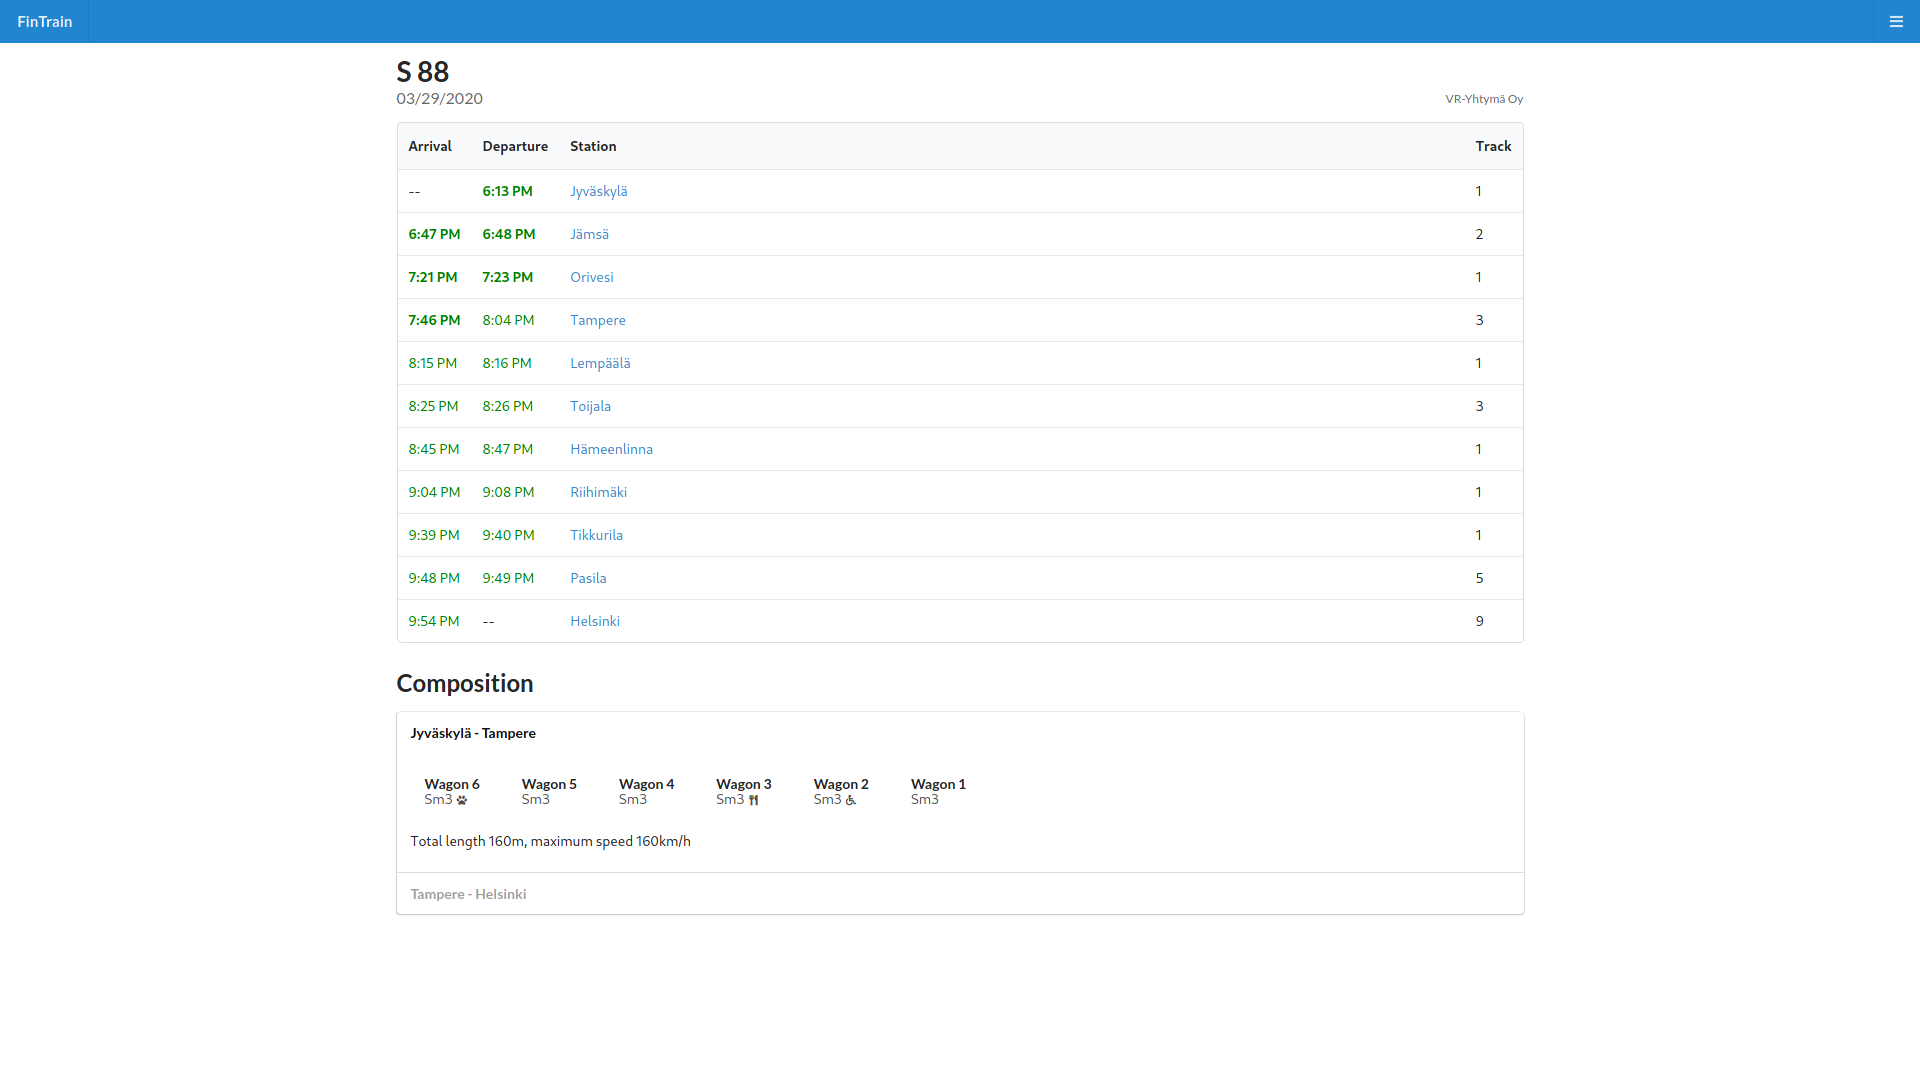 FinTrain
S 88
03/29/2020
VR-Yhtymä Oy
Arrival Departure Station Track
-- 6:13 PM Jyväskylä 1
6:47 PM 6:48 PM Jämsä 2
7:21 PM 7:23 PM Orivesi 1
7:46 PM 8:04 PM Tampere 3
8:15 PM 8:16 PM Lempäälä 1
8:25 PM 8:26 PM Toijala 3
8:45 PM 8:47 PM Hämeenlinna 1
9:04 PM 9:08 PM Riihimäki 1
9:39 PM 9:40 PM Tikkurila 1
9:48 PM 9:49 PM Pasila 5
9:54 PM -- Helsinki 9
Composition
Jyväskylä - Tampere
Wagon 6 Wagon 5 Wagon 4 Wagon 3 Wagon 2 Wagon 1
Sm3 Sm3 Sm3 Sm3 Sm3 Sm3
Total length 160m, maximum speed 160km/h
Tampere - Helsinki